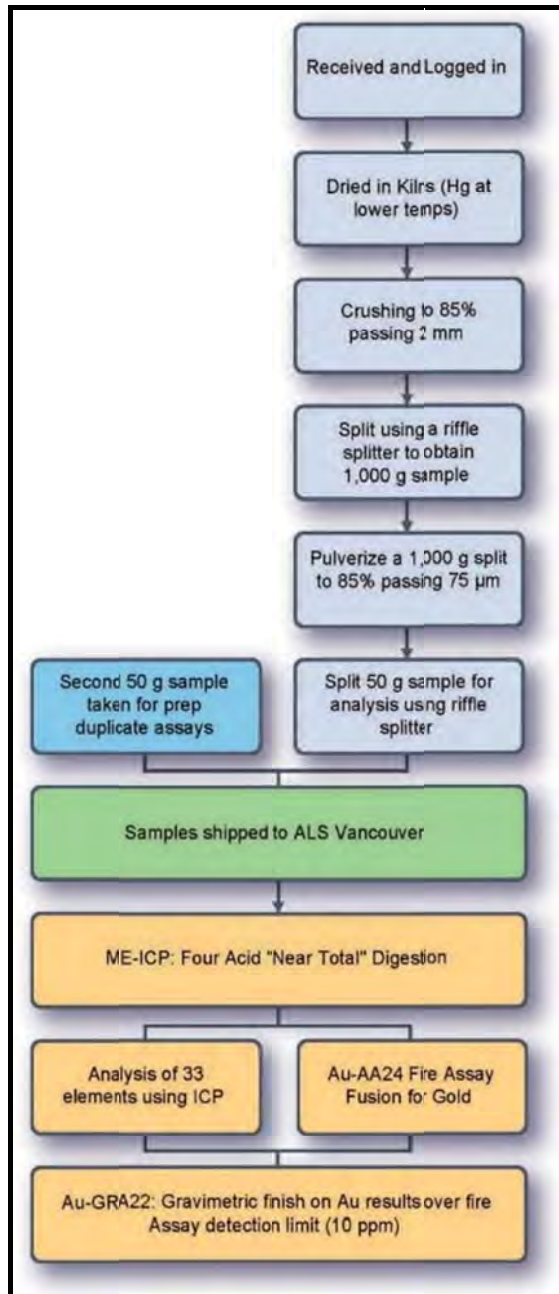 Received and Logged in
Dried in Kilns (Hg at
lower temps)
Crushing to 85%
passing 2 mm
Split using a riffle
splitter to obtain
1,000 g sample
Pulverize a 1,000 g split
to 85% passing 75 µm
Second 50 g sample
taken for prep
duplicate assays
Split 50 g sample for
analysis using riffle
splitter
Samples shipped to ALS Vancouver
ME-ICP: Four Acid "Near Total" Digestion
Analysis of 33
elements using ICP
Au-AA24 Fire Assay
Fusion for Gold
Au-GRA22: Gravimetric finish on Au results over fire
Assay detection limit (10 ppm)